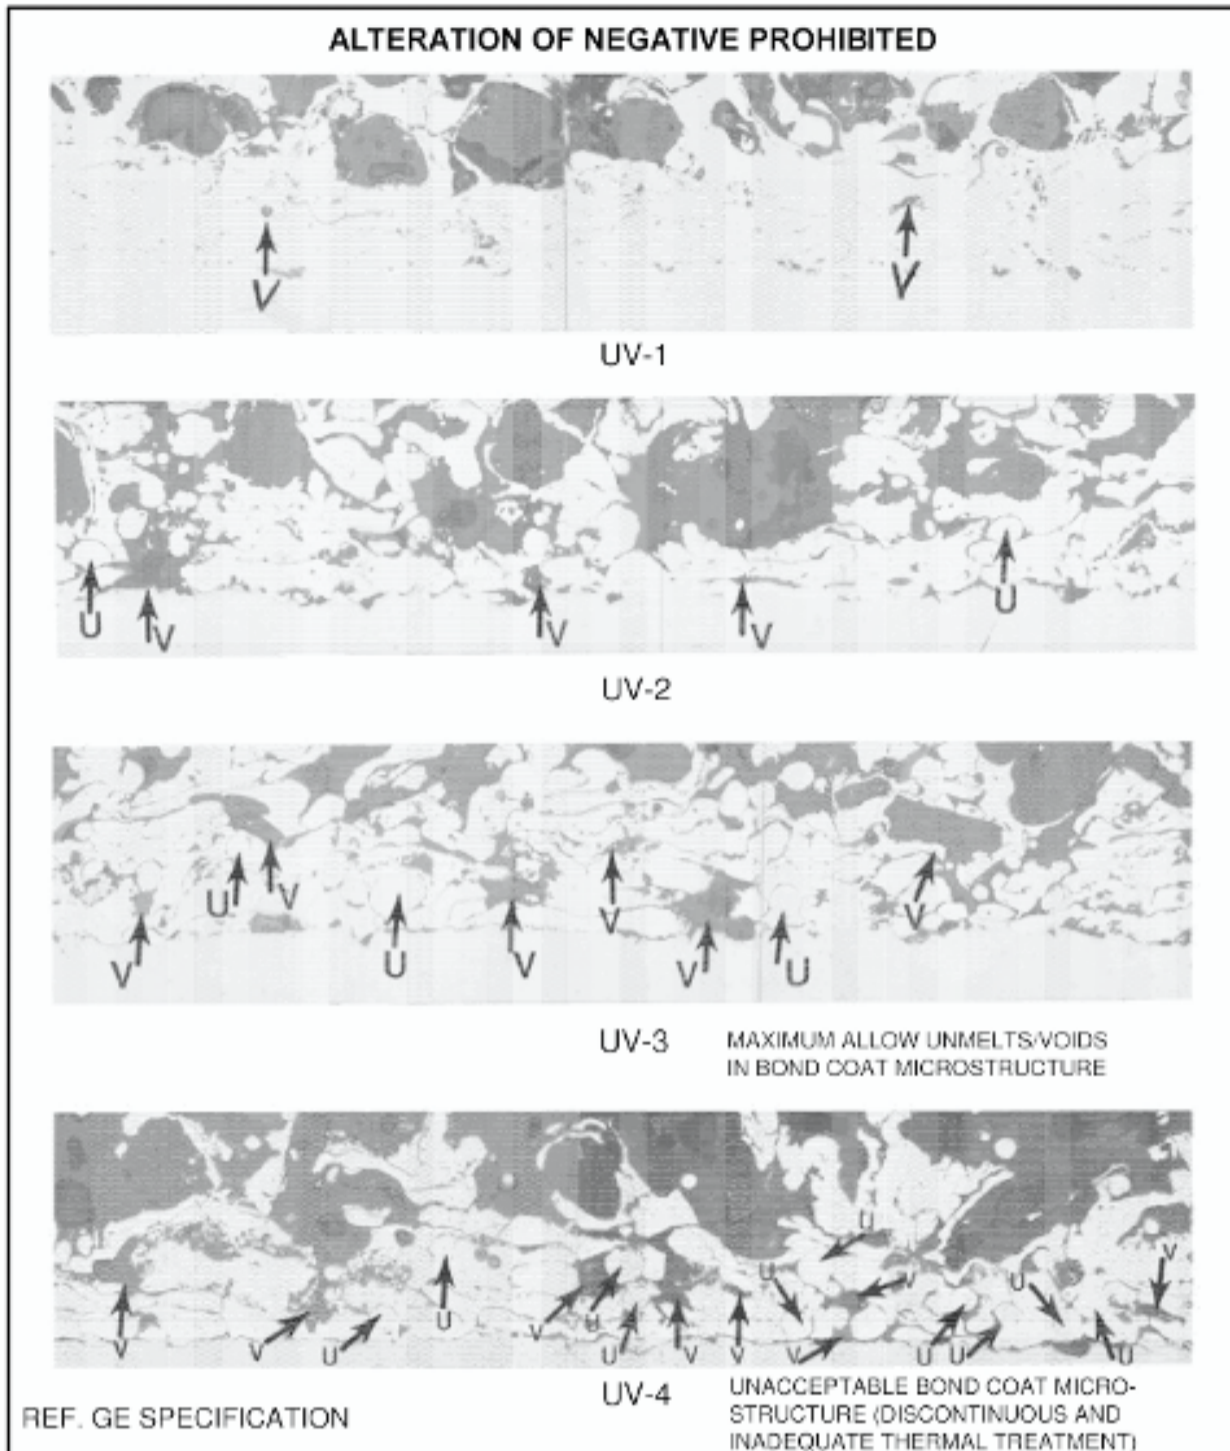 ALTERATION OF NEGATIVE PROHIBITED
V
V
UV-1
U
V
V
V
U
UV-2
V
U
V
U
V
V
V
U
V
UV-3
MAXIMUM ALLOW UNMELTS/VOIDS
IN BOND COAT MICROSTRUCTURE
V
V
U
U
V
U
U
V
V
U
V
U
V
U
U
U
U
V
UV-4
UNACCEPTABLE BOND COAT MICRO-
STRUCTURE (DISCONTINUOUS AND
INADEQUATE THERMAL TREATMENT)
REF. GE SPECIFICATION